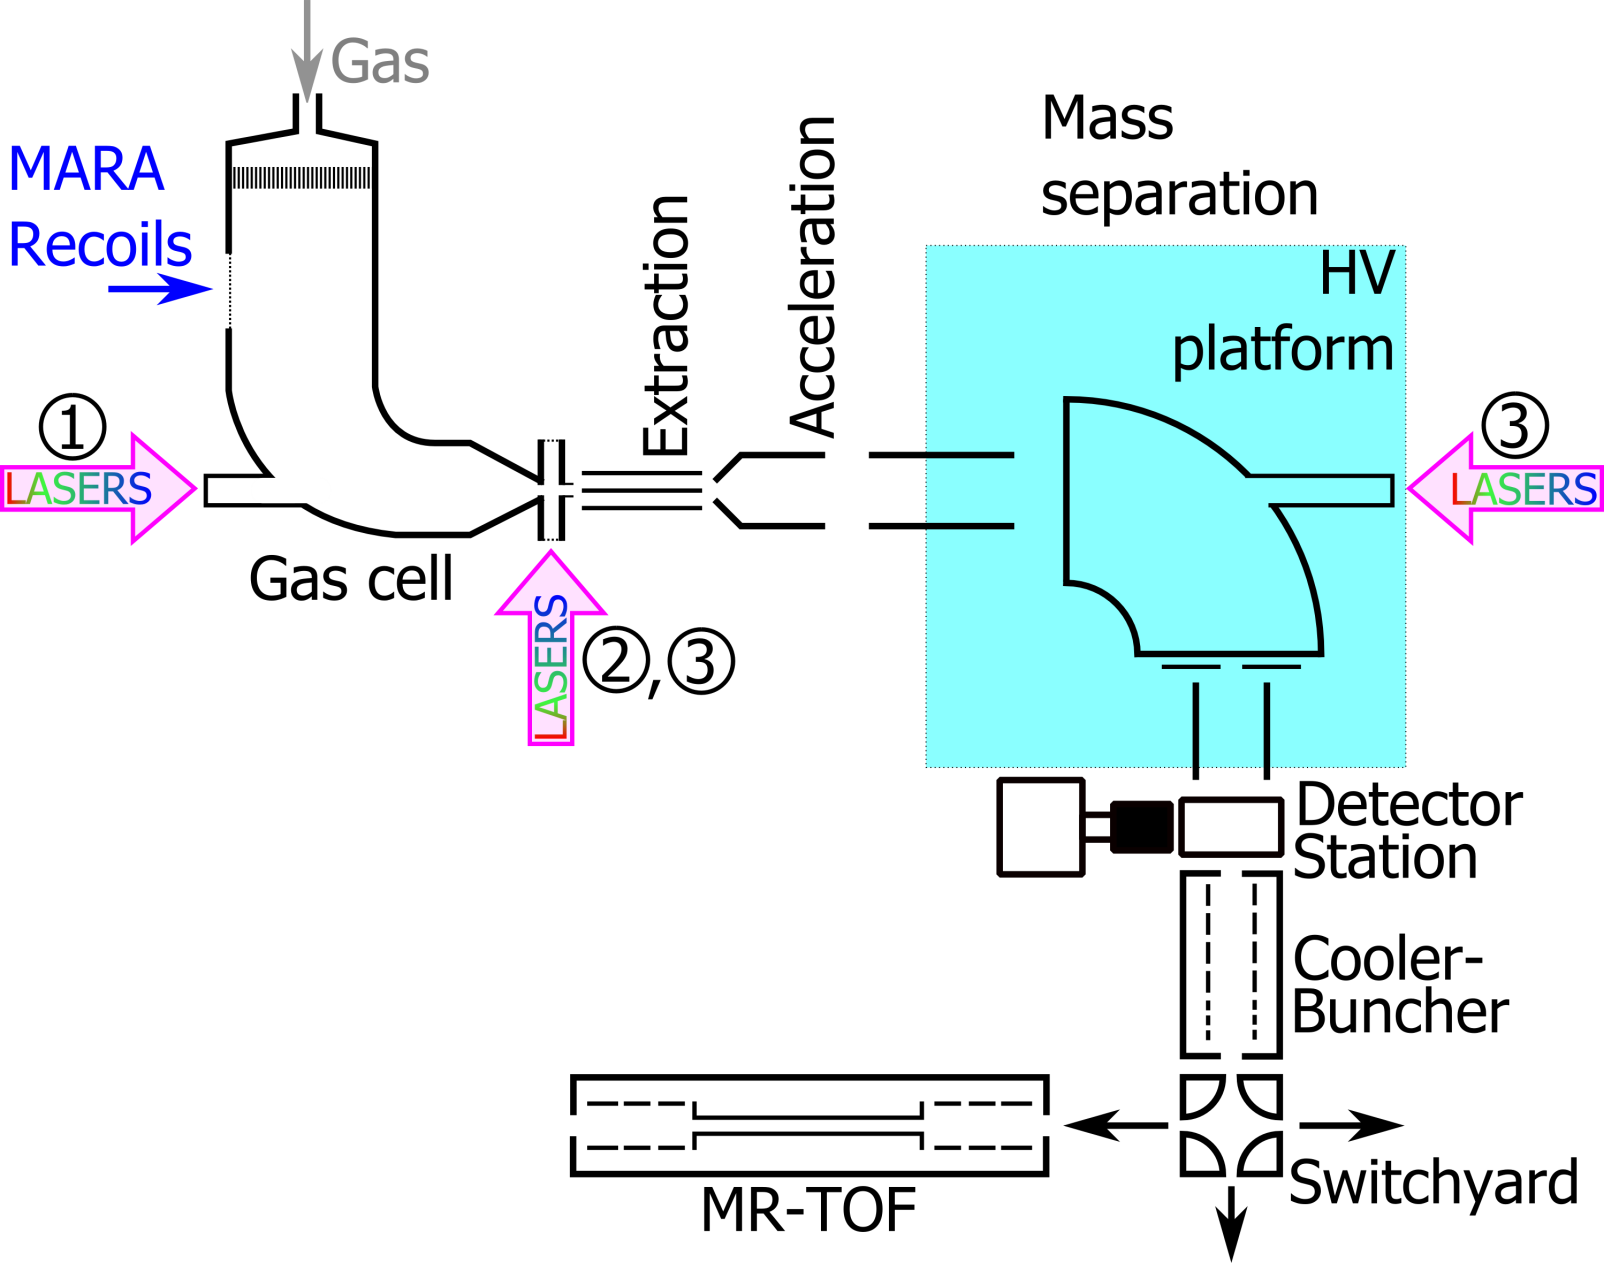 Gas
MARA
Recoils
①
LASERS
Gas cell
LASERS
②,③
Extraction
Acceleration
Mass
separation
HV
platform
③
LASERS
Detector
Station
Cooler-
Buncher
Switchyard
MR-TOF